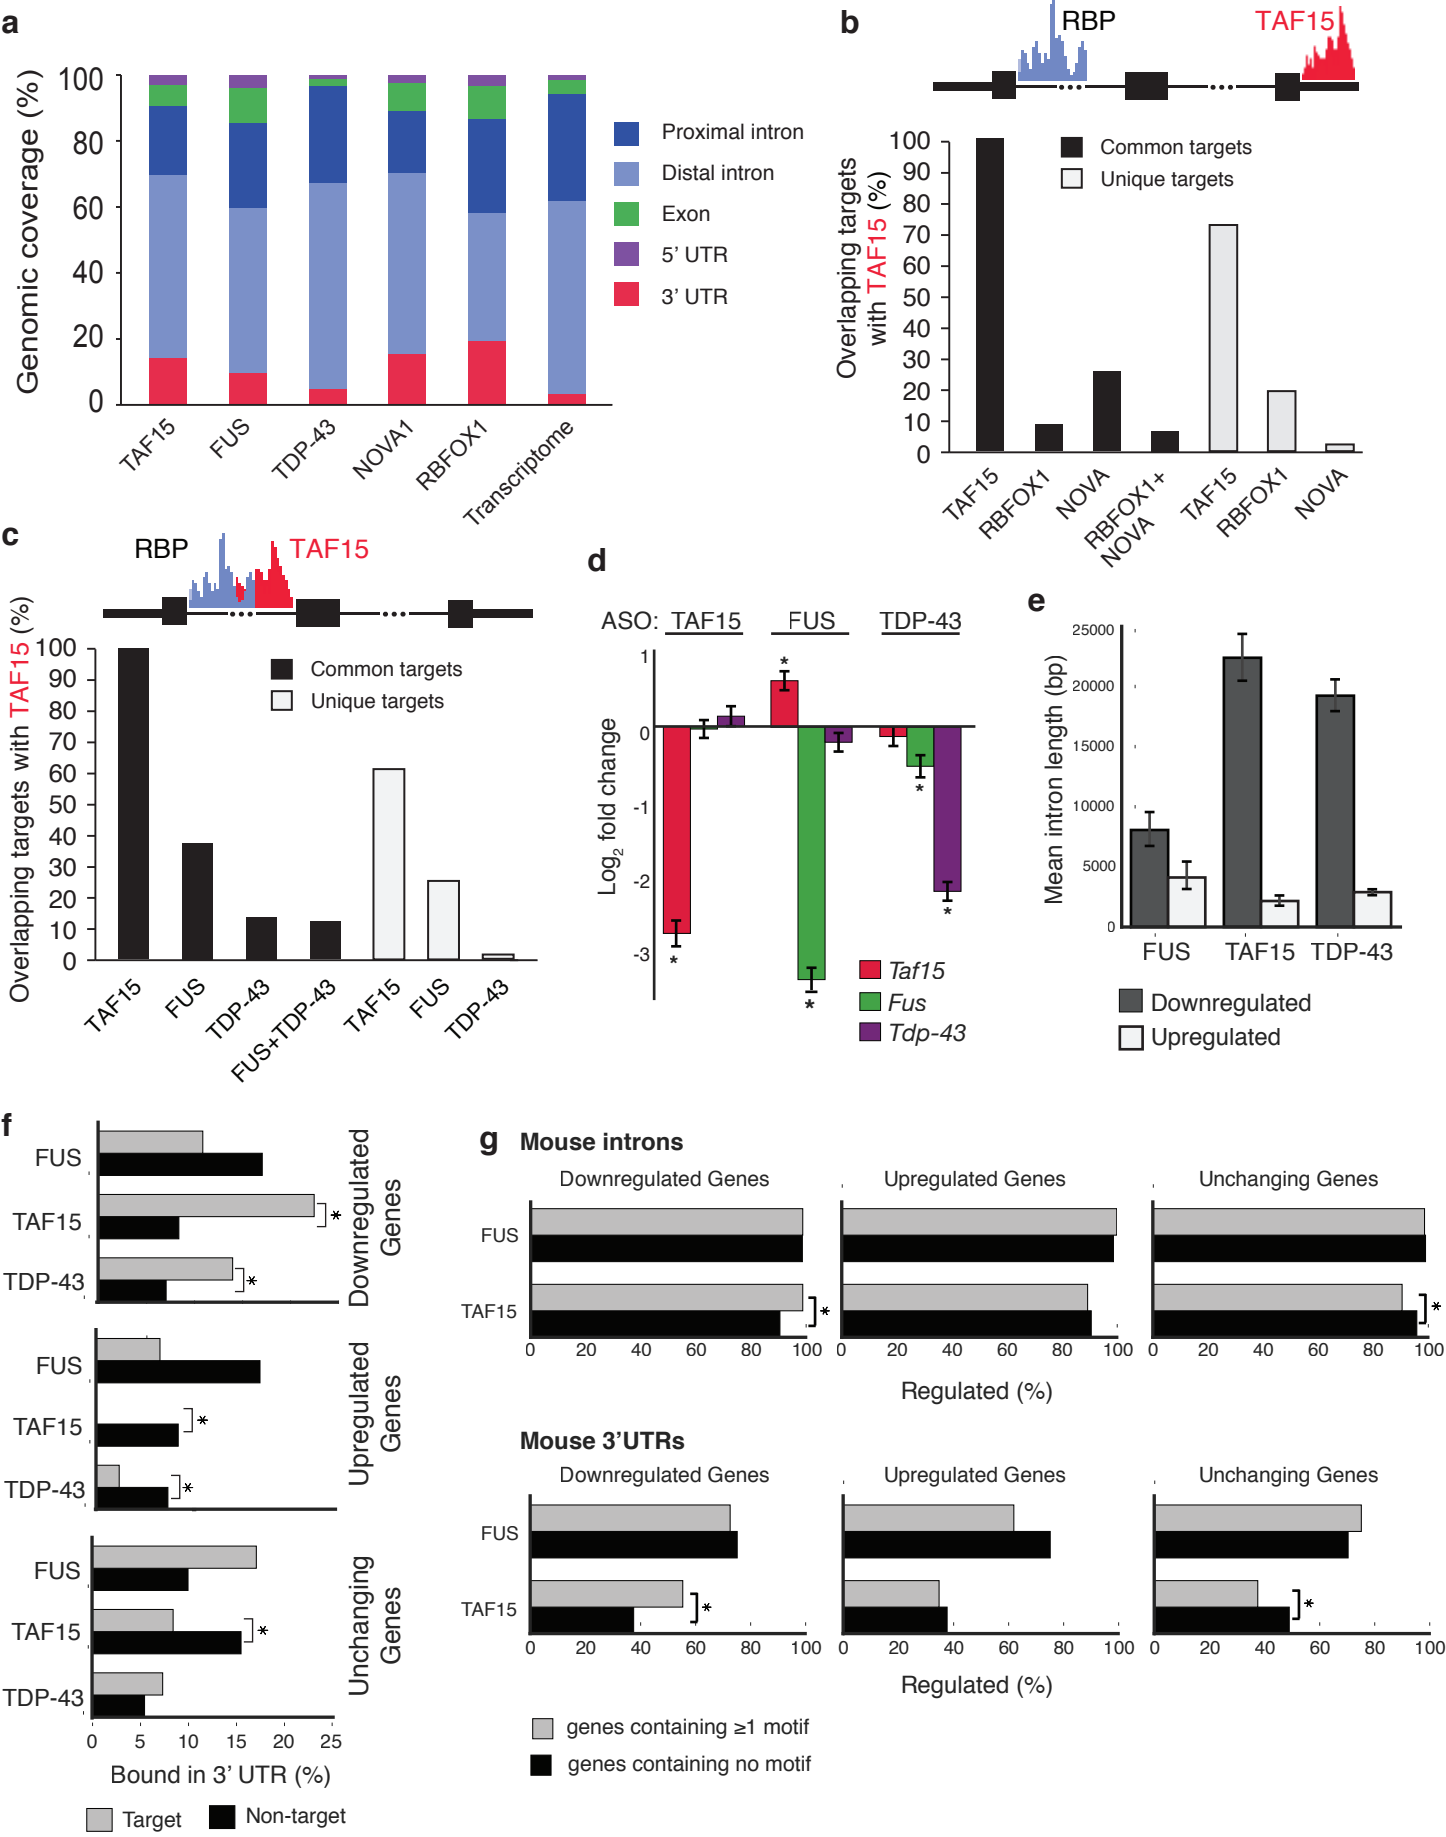 a
Genomic coverage (%)
100
80
60
40
20
0
TAF15
FUS
TDP-43
NOVA1
RBFOX1
Transcriptome
Proximal intron
Distal intron
Exon
5’ UTR
3’ UTR
b
RBP
TAF15
Overlapping targets
with TAF15 (%)
100
90
80
70
60
50
40
30
20
10
0
Common targets
Unique targets
TAF15
RBFOX1
NOVA
RBFOX1+
NOVA
TAF15
RBFOX1
NOVA
c
RBP
TAF15
Overlapping targets with TAF15 (%)
100
90
80
70
60
50
40
30
20
10
0
Common targets
Unique targets
TAF15
FUS
TDP-43
FUS+TDP-43
TAF15
FUS
TDP-43
d
ASO: TAF15 FUS TDP-43
Log2 fold change
1
0
-1
-2
-3
*
*
*
*
*
Taf15
Fus
Tdp-43
e
Mean intron length (bp)
25000
20000
15000
10000
5000
0
FUS TAF15 TDP-43
Downregulated
Upregulated
f
FUS
TAF15
*
TDP-43
*
Downregulated
Genes
FUS
TAF15
*
TDP-43
*
Upregulated
Genes
FUS
TAF15
*
TDP-43
Unchanging
Genes
0 5 10 15 20 25
Bound in 3’ UTR (%)
Target
Non-target
g
Mouse introns
Downregulated Genes
Upregulated Genes
Unchanging Genes
FUS
TAF15
*
*
0 20 40 60 80 100
0 20 40 60 80 100
0 20 40 60 80 100
Regulated (%)
Mouse 3’UTRs
Downregulated Genes
Upregulated Genes
Unchanging Genes
FUS
TAF15
*
*
0 20 40 60 80 100
0 20 40 60 80 100
0 20 40 60 80 100
Regulated (%)
genes containing ≥1 motif
genes containing no motif